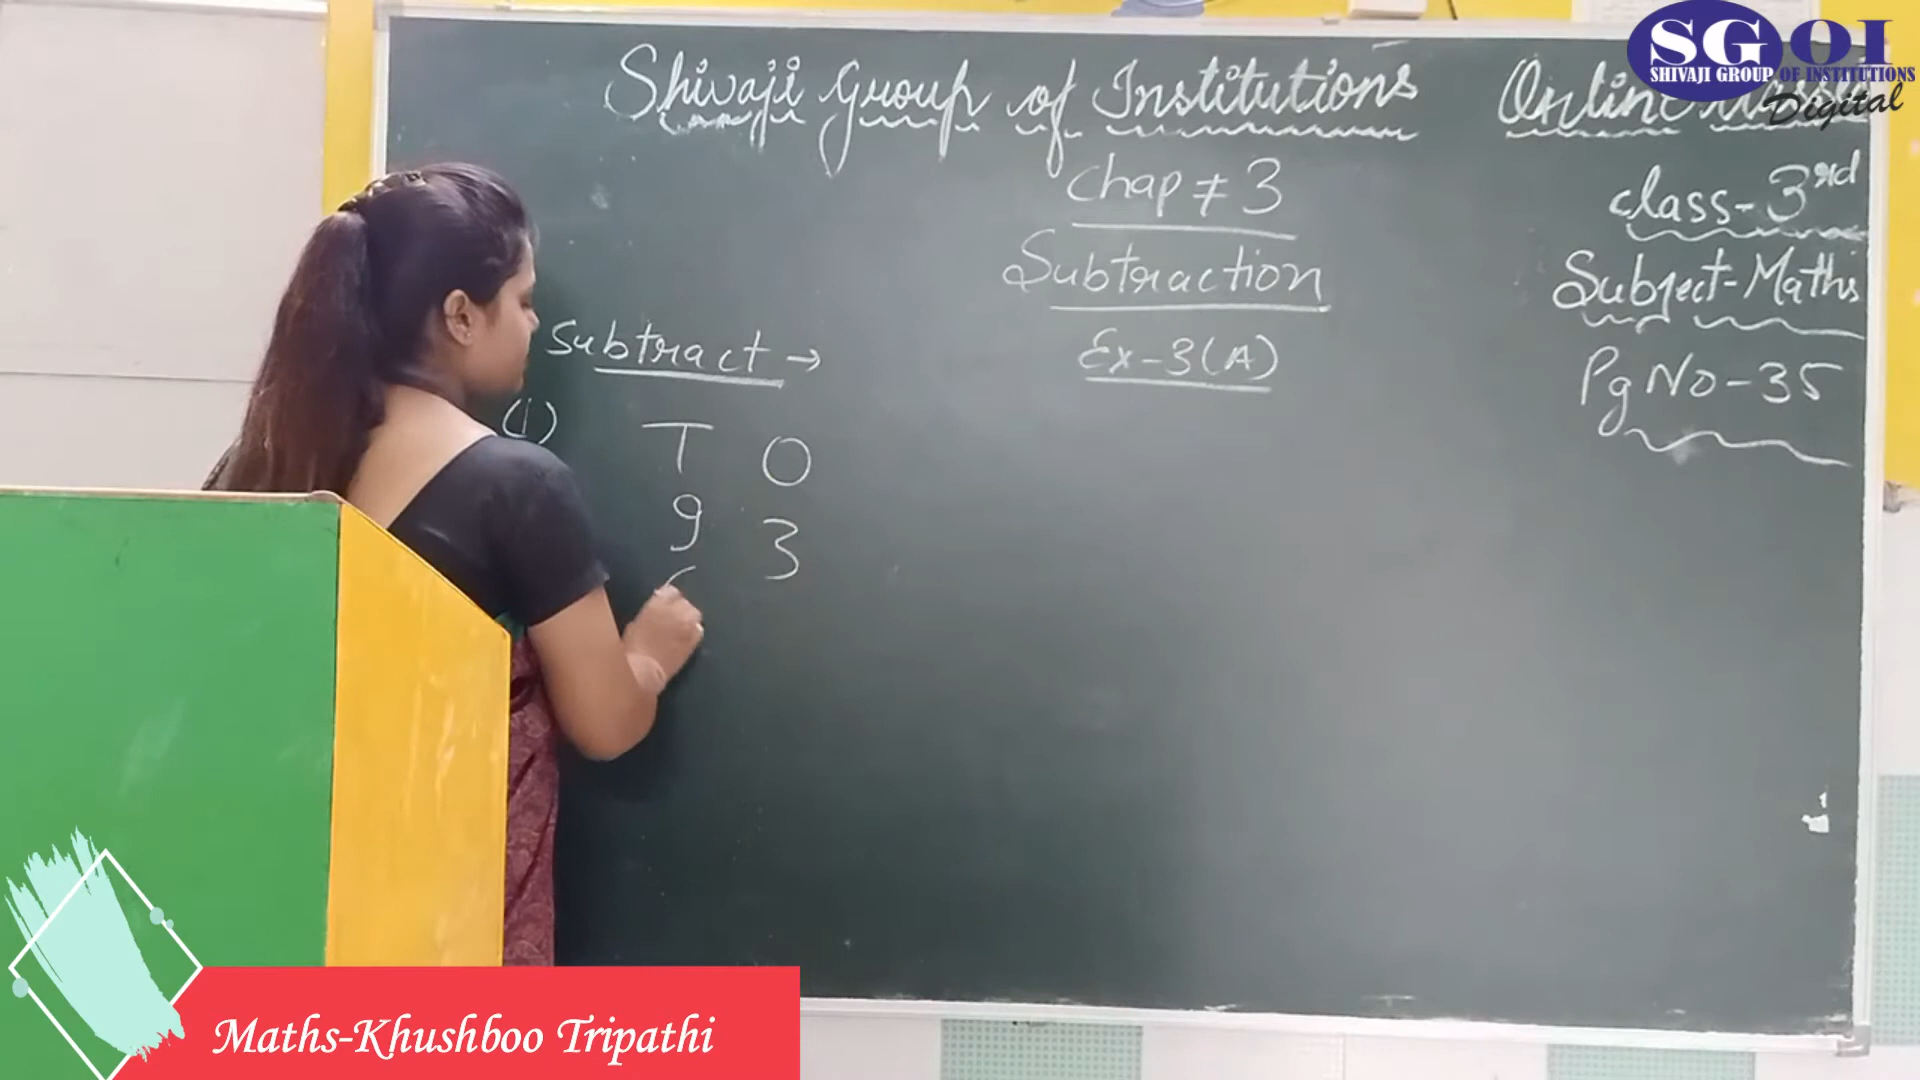 SGOI
SHIVAJI GROUP OF INSTITUTIONS
Digital
Shivaji Group of Institutions Online
Chap ≠ 3
Subtraction
Ex-3(A)
class-3rd
Subject-Maths
Pg No-35
Subtract →
(1)
T O
9 3
Maths-Khushboo Tripathi